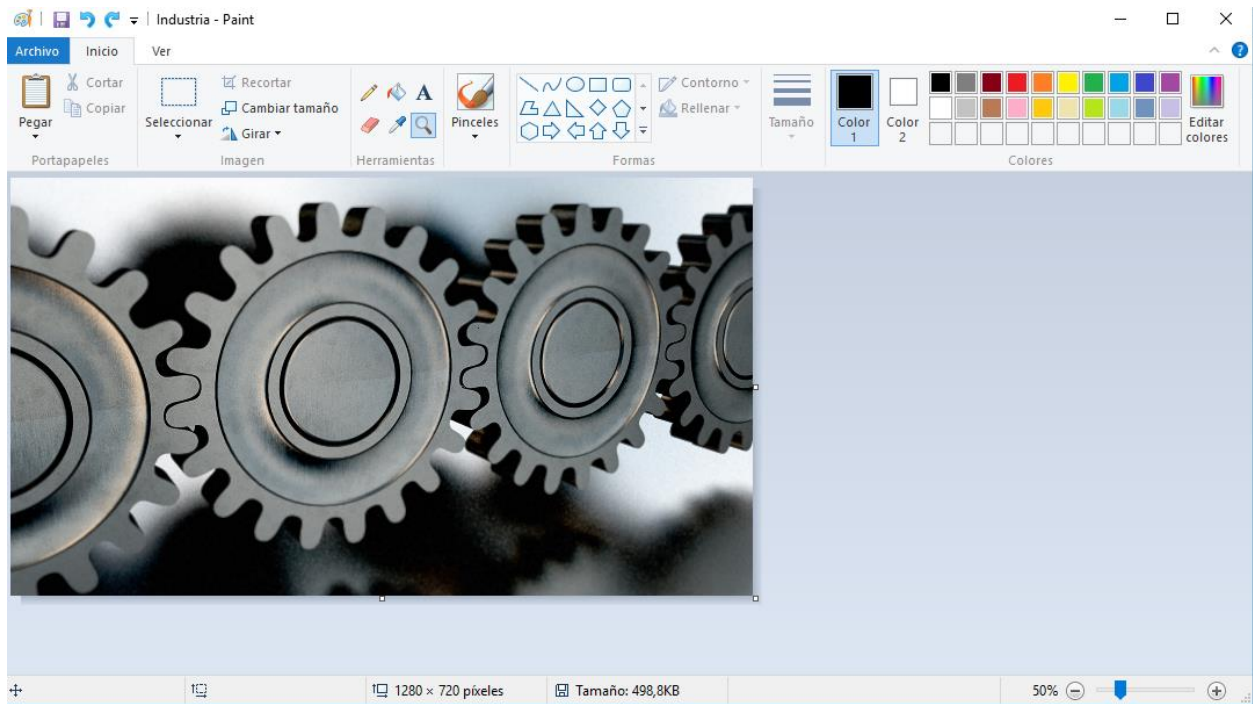 Industria - Paint
Archivo Inicio Ver
Pegar
Cortar
Copiar
Portapapeles
Seleccionar
Recortar
Cambiar tamaño
Girar
Imagen
A
Herramientas
Pinceles
Contorno
Rellenar
Formas
Tamaño
Color 1
Color 2
Editar colores
Colores
1280 × 720 píxeles
Tamaño: 498,8KB
50%